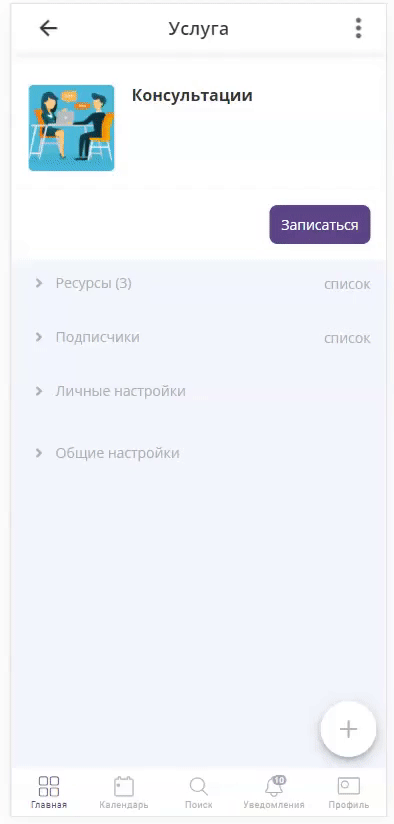 Услуга
Консультации
Записаться
Ресурсы (3) список
Подписчики список
Личные настройки
Общие настройки
10
Главная Календарь Поиск Уведомления Профиль